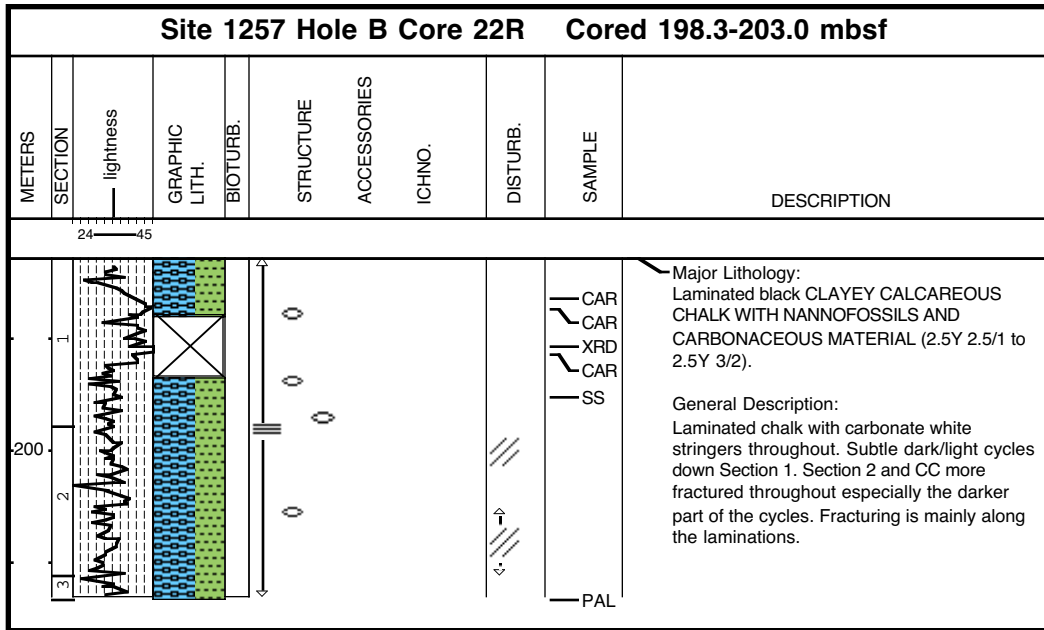 Site 1257 Hole B Core 22R Cored 198.3-203.0 mbsf
METERS
SECTION
lightness
GRAPHIC
LITH.
BIOTURB.
STRUCTURE
ACCESSORIES
ICHNO.
DISTURB.
SAMPLE
DESCRIPTION
24 45
1
200
2
3
CAR
CAR
XRD
CAR
SS
PAL
Major Lithology:
Laminated black CLAYEY CALCAREOUS
CHALK WITH NANNOFOSSILS AND
CARBONACEOUS MATERIAL (2.5Y 2.5/1 to
2.5Y 3/2).
General Description:
Laminated chalk with carbonate white
stringers throughout. Subtle dark/light cycles
down Section 1. Section 2 and CC more
fractured throughout especially the darker
part of the cycles. Fracturing is mainly along
the laminations.